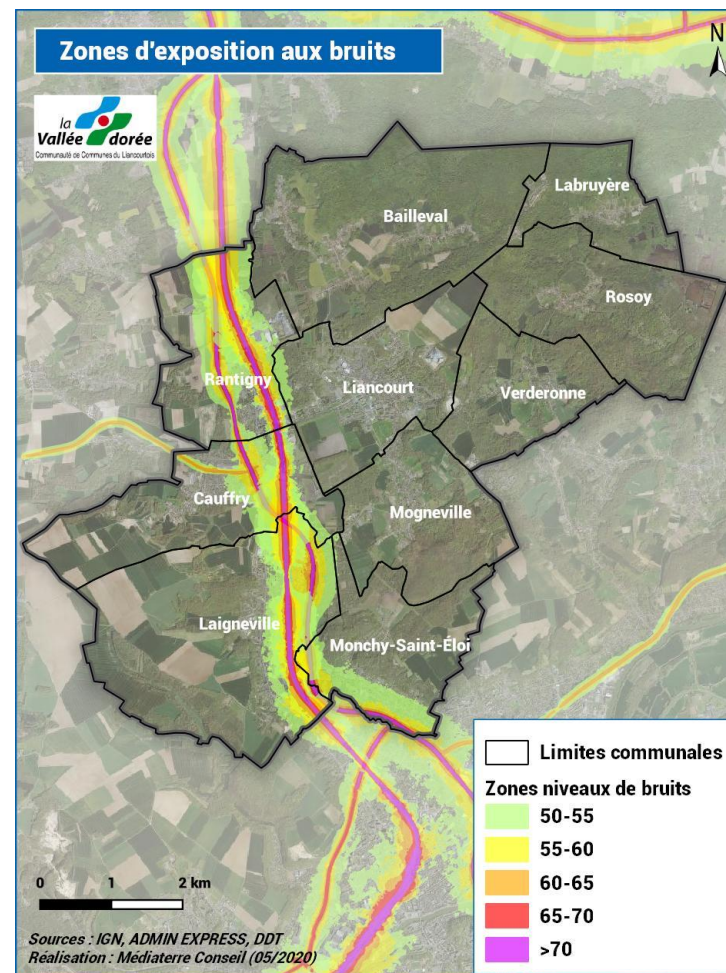 Zones d'exposition aux bruits
N
la
Vallée dorée
Communauté de Communes du Liancourtois
Labruyère
Bailleval
Rosoy
Rantigny
Liancourt
Verderonne
Cauffry
Mogneville
Laigneville
Monchy-Saint-Éloi
Limites communales
Zones niveaux de bruits
50-55
55-60
60-65
65-70
>70
0 1 2 km
Sources : IGN, ADMIN EXPRESS, DDT
Réalisation : Médiaterre Conseil (05/2020)